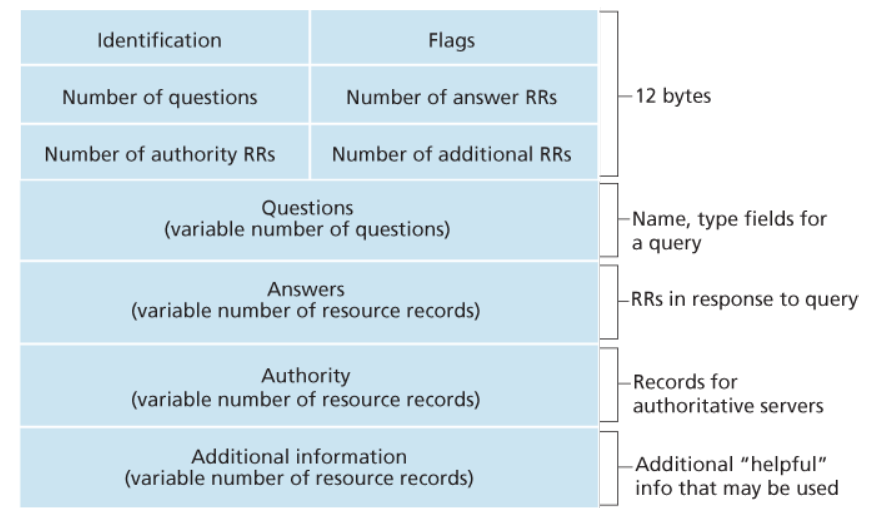 Identification
Flags
Number of questions
Number of answer RRs
12 bytes
Number of authority RRs
Number of additional RRs
Questions
(variable number of questions)
Name, type fields for
a query
Answers
(variable number of resource records)
RRs in response to query
Authority
(variable number of resource records)
Records for
authoritative servers
Additional information
(variable number of resource records)
Additional “helpful”
info that may be used